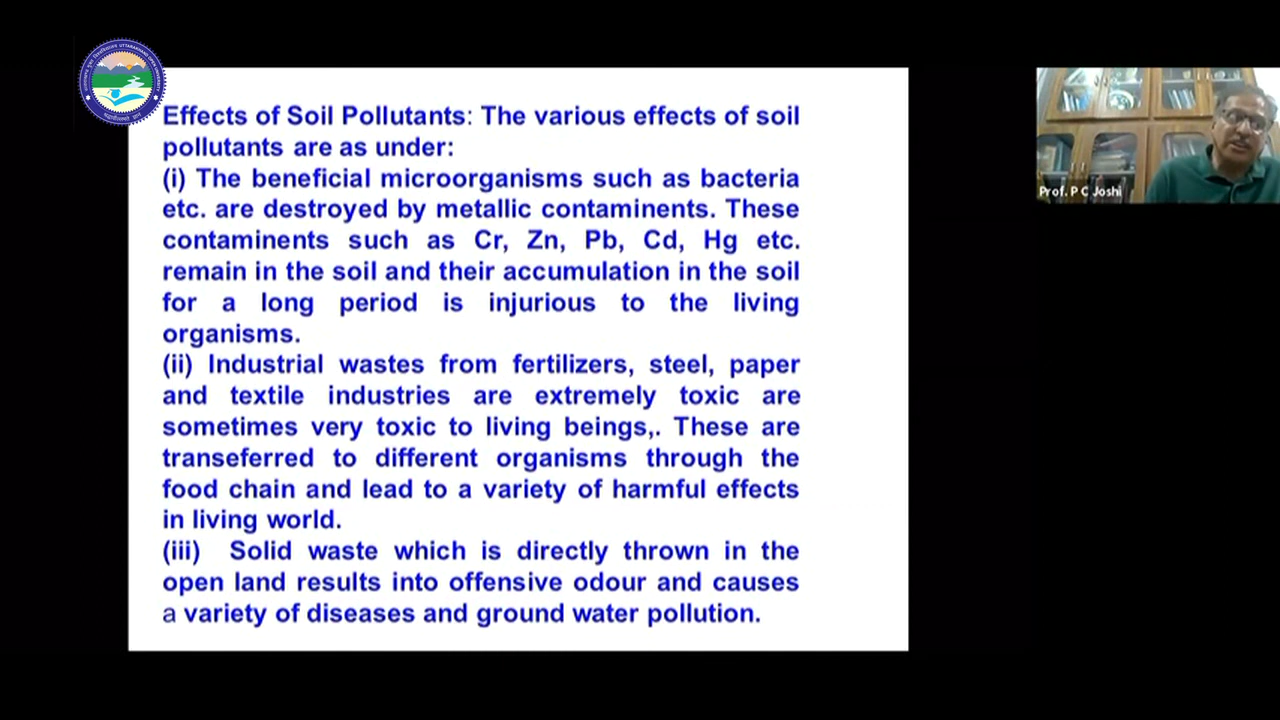 Effects of Soil Pollutants: The various effects of soil
pollutants are as under:
(i) The beneficial microorganisms such as bacteria
etc. are destroyed by metallic contaminents. These
contaminents such as Cr, Zn, Pb, Cd, Hg etc.
remain in the soil and their accumulation in the soil
for a long period is injurious to the living
organisms.
(ii) Industrial wastes from fertilizers, steel, paper
and textile industries are extremely toxic are
sometimes very toxic to living beings,. These are
transeferred to different organisms through the
food chain and lead to a variety of harmful effects
in living world.
(iii) Solid waste which is directly thrown in the
open land results into offensive odour and causes
a variety of diseases and ground water pollution.
Prof. P C Joshi